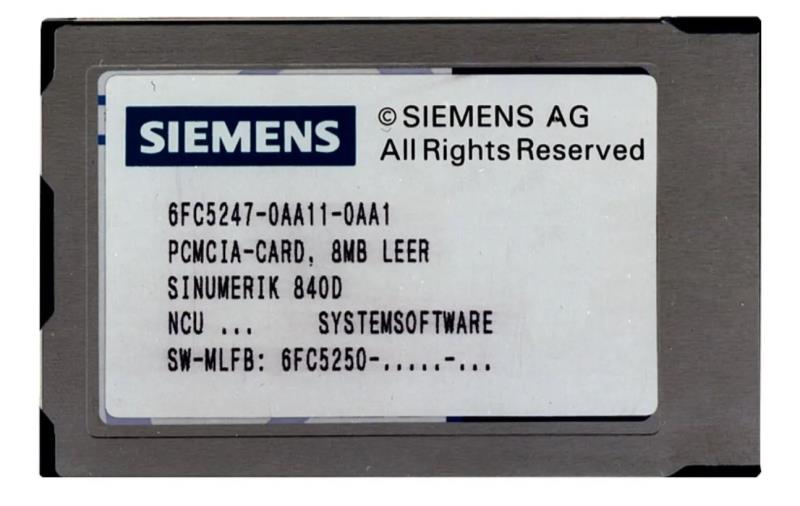 SIEMENS
© SIEMENS AG
All Rights Reserved
6FC5247-0AA11-0AA1
PCMCIA-CARD, 8MB LEER
SINUMERIK 840D
NCU ... SYSTEMSOFTWARE
SW-MLFB: 6FC5250-.....-...